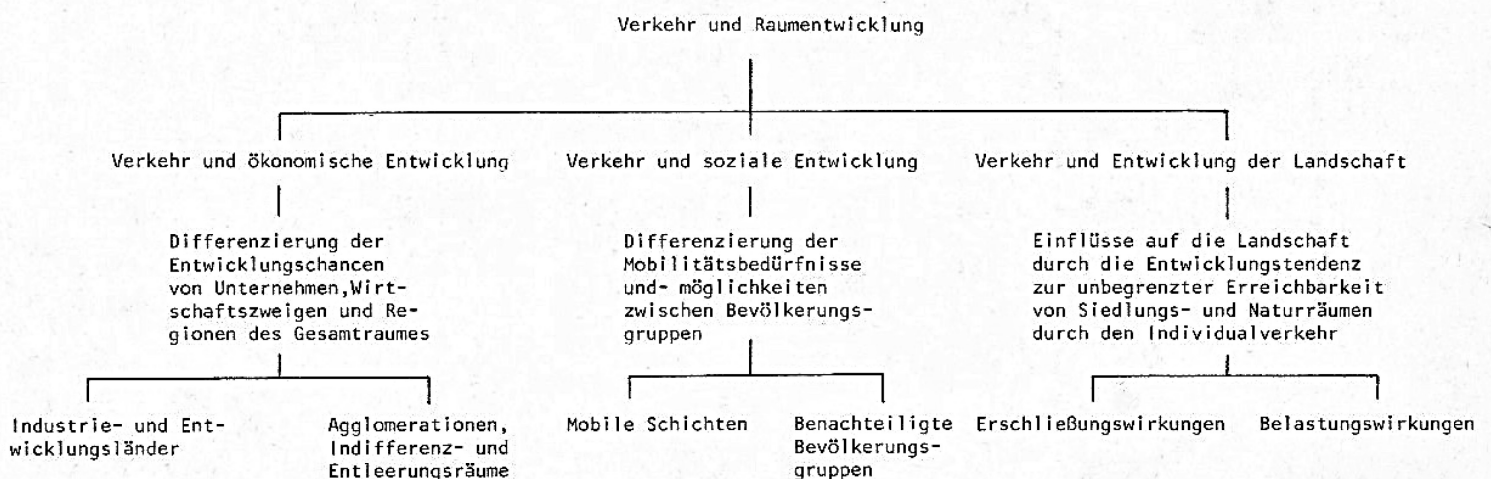 Verkehr und Raumentwicklung
Verkehr und ökonomische Entwicklung
Verkehr und soziale Entwicklung
Verkehr und Entwicklung der Landschaft
Differenzierung der
Entwicklungschancen
von Unternehmen,Wirt-
schaftszweigen und Re-
gionen des Gesamtraumes
Differenzierung der
Mobilitätsbedürfnisse
und- möglichkeiten
zwischen Bevölkerungs-
gruppen
Einflüsse auf die Landschaft
durch die Entwicklungstendenz
zur unbegrenzter Erreichbarkeit
von Siedlungs- und Naturräumen
durch den Individualverkehr
Industrie- und Ent-
wicklungsländer
Agglomerationen,
Indifferenz- und
Entleerungsräume
Mobile Schichten
Benachteiligte
Bevölkerungs-
gruppen
Erschließungswirkungen
Belastungswirkungen